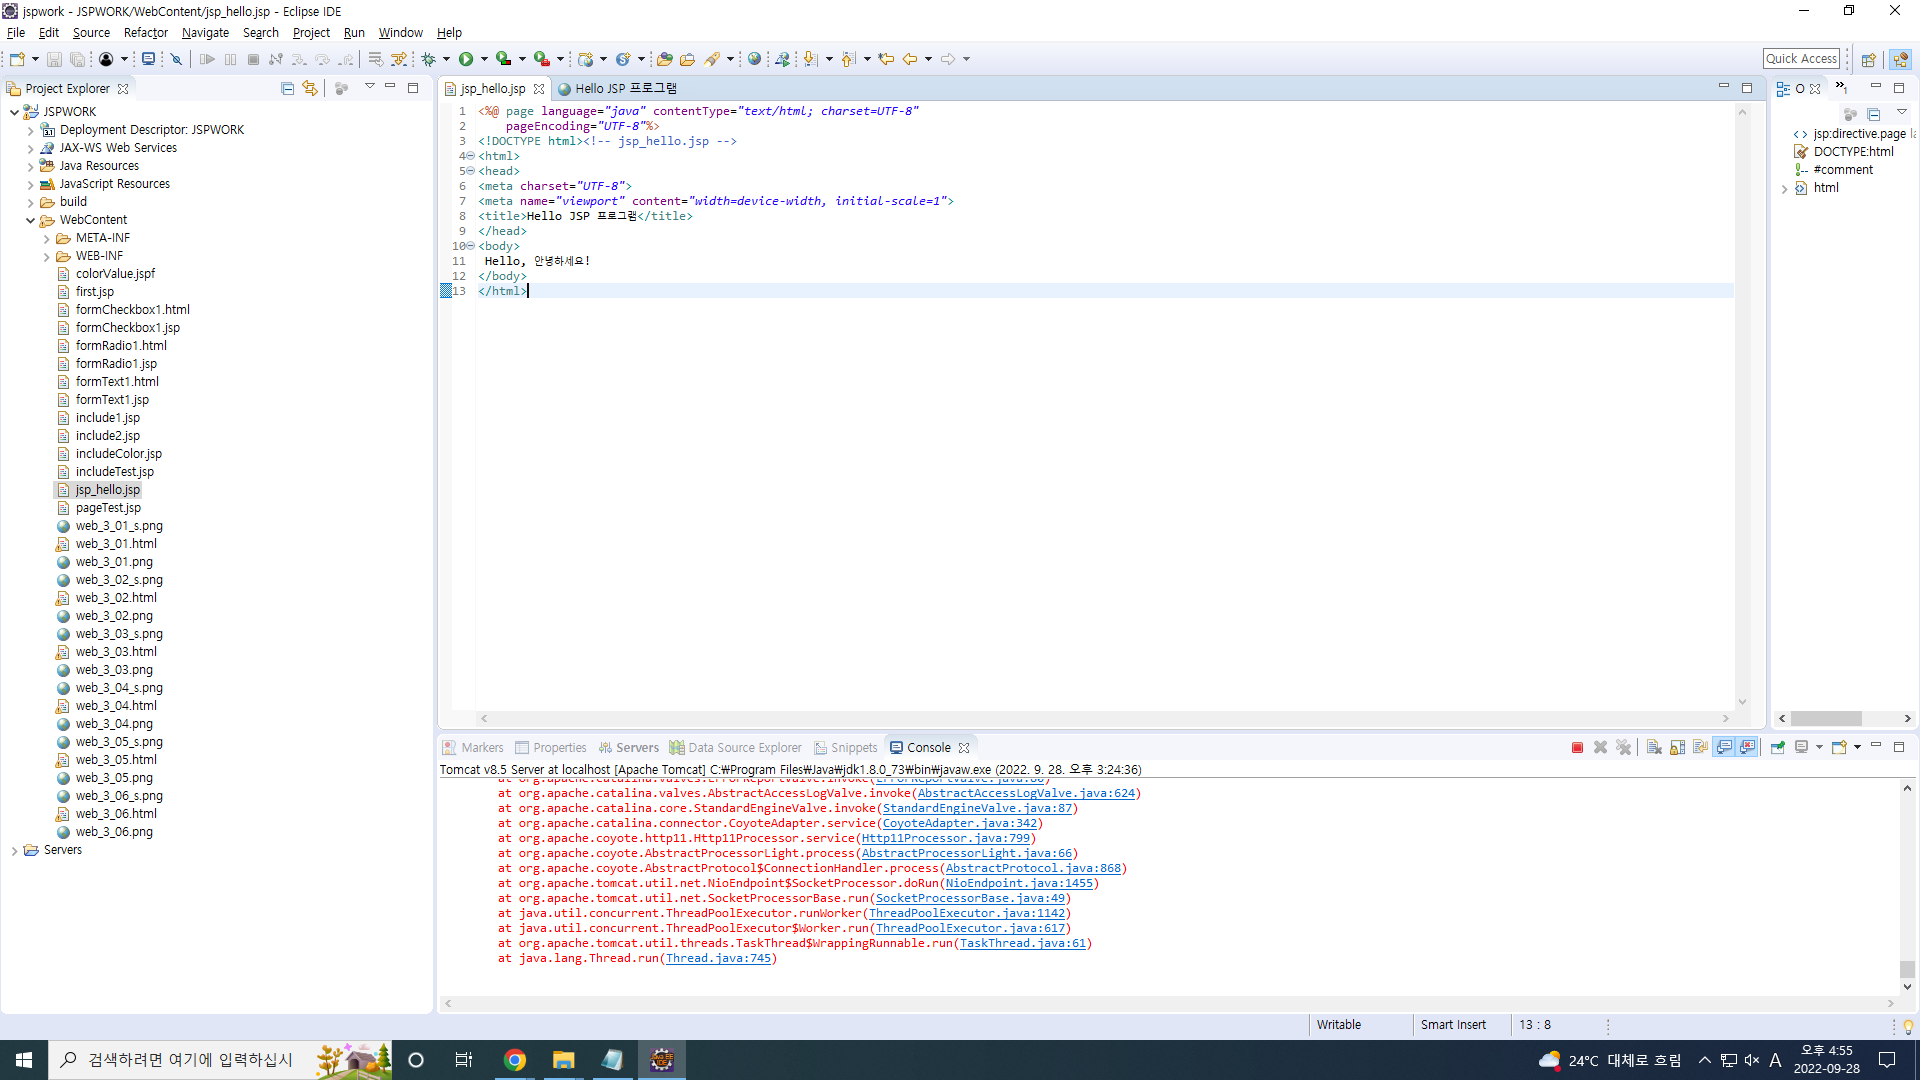 jspwork - JSPWORK/WebContent/jsp_hello.jsp - Eclipse IDE
File Edit Source Refactor Navigate Search Project Run Window Help
Quick Access
Project Explorer
JSPWORK
Deployment Descriptor: JSPWORK
JAX-WS Web Services
Java Resources
JavaScript Resources
build
WebContent
META-INF
WEB-INF
colorValue.jspf
first.jsp
formCheckbox1.html
formCheckbox1.jsp
formRadio1.html
formRadio1.jsp
formText1.html
formText1.jsp
include1.jsp
include2.jsp
includeColor.jsp
includeTest.jsp
jsp_hello.jsp
pageTest.jsp
web_3_01_s.png
web_3_01.html
web_3_01.png
web_3_02_s.png
web_3_02.html
web_3_02.png
web_3_03_s.png
web_3_03.html
web_3_03.png
web_3_04_s.png
web_3_04.html
web_3_04.png
web_3_05_s.png
web_3_05.html
web_3_05.png
web_3_06_s.png
web_3_06.html
web_3_06.png
Servers
jsp_hello.jsp Hello JSP 프로그램
1 <%@ page language="java" contentType="text/html; charset=UTF-8"
2 pageEncoding="UTF-8"%>
3 <!DOCTYPE html><!-- jsp_hello.jsp -->
4 <html>
5 <head>
6 <meta charset="UTF-8">
7 <meta name="viewport" content="width=device-width, initial-scale=1">
8 <title>Hello JSP 프로그램</title>
9 </head>
10 <body>
11 Hello, 안녕하세요!
12 </body>
13 </html>
O 1
jsp:directive.page la
DOCTYPE:html
#comment
html
Markers Properties Servers Data Source Explorer Snippets Console
Tomcat v8.5 Server at localhost [Apache Tomcat] C:₩Program Files₩Java₩jdk1.8.0_73₩bin₩javaw.exe (2022. 9. 28. 오후 3:24:36)
at org.apache.catalina.valves.ErrorReportValve.invoke(ErrorReportValve.java:
at org.apache.catalina.valves.AbstractAccessLogValve.invoke(AbstractAccessLogValve.java:624)
at org.apache.catalina.core.StandardEngineValve.invoke(StandardEngineValve.java:87)
at org.apache.catalina.connector.CoyoteAdapter.service(CoyoteAdapter.java:342)
at org.apache.coyote.http11.Http11Processor.service(Http11Processor.java:799)
at org.apache.coyote.AbstractProcessorLight.process(AbstractProcessorLight.java:66)
at org.apache.coyote.AbstractProtocol$ConnectionHandler.process(AbstractProtocol.java:868)
at org.apache.tomcat.util.net.NioEndpoint$SocketProcessor.doRun(NioEndpoint.java:1455)
at org.apache.tomcat.util.net.SocketProcessorBase.run(SocketProcessorBase.java:49)
at java.util.concurrent.ThreadPoolExecutor.runWorker(ThreadPoolExecutor.java:1142)
at java.util.concurrent.ThreadPoolExecutor$Worker.run(ThreadPoolExecutor.java:617)
at org.apache.tomcat.util.threads.TaskThread$WrappingRunnable.run(TaskThread.java:61)
at java.lang.Thread.run(Thread.java:745)
Writable Smart Insert 13 : 8
검색하려면 여기에 입력하십시
24°C 대체로 흐림 A
오후 4:55
2022-09-28